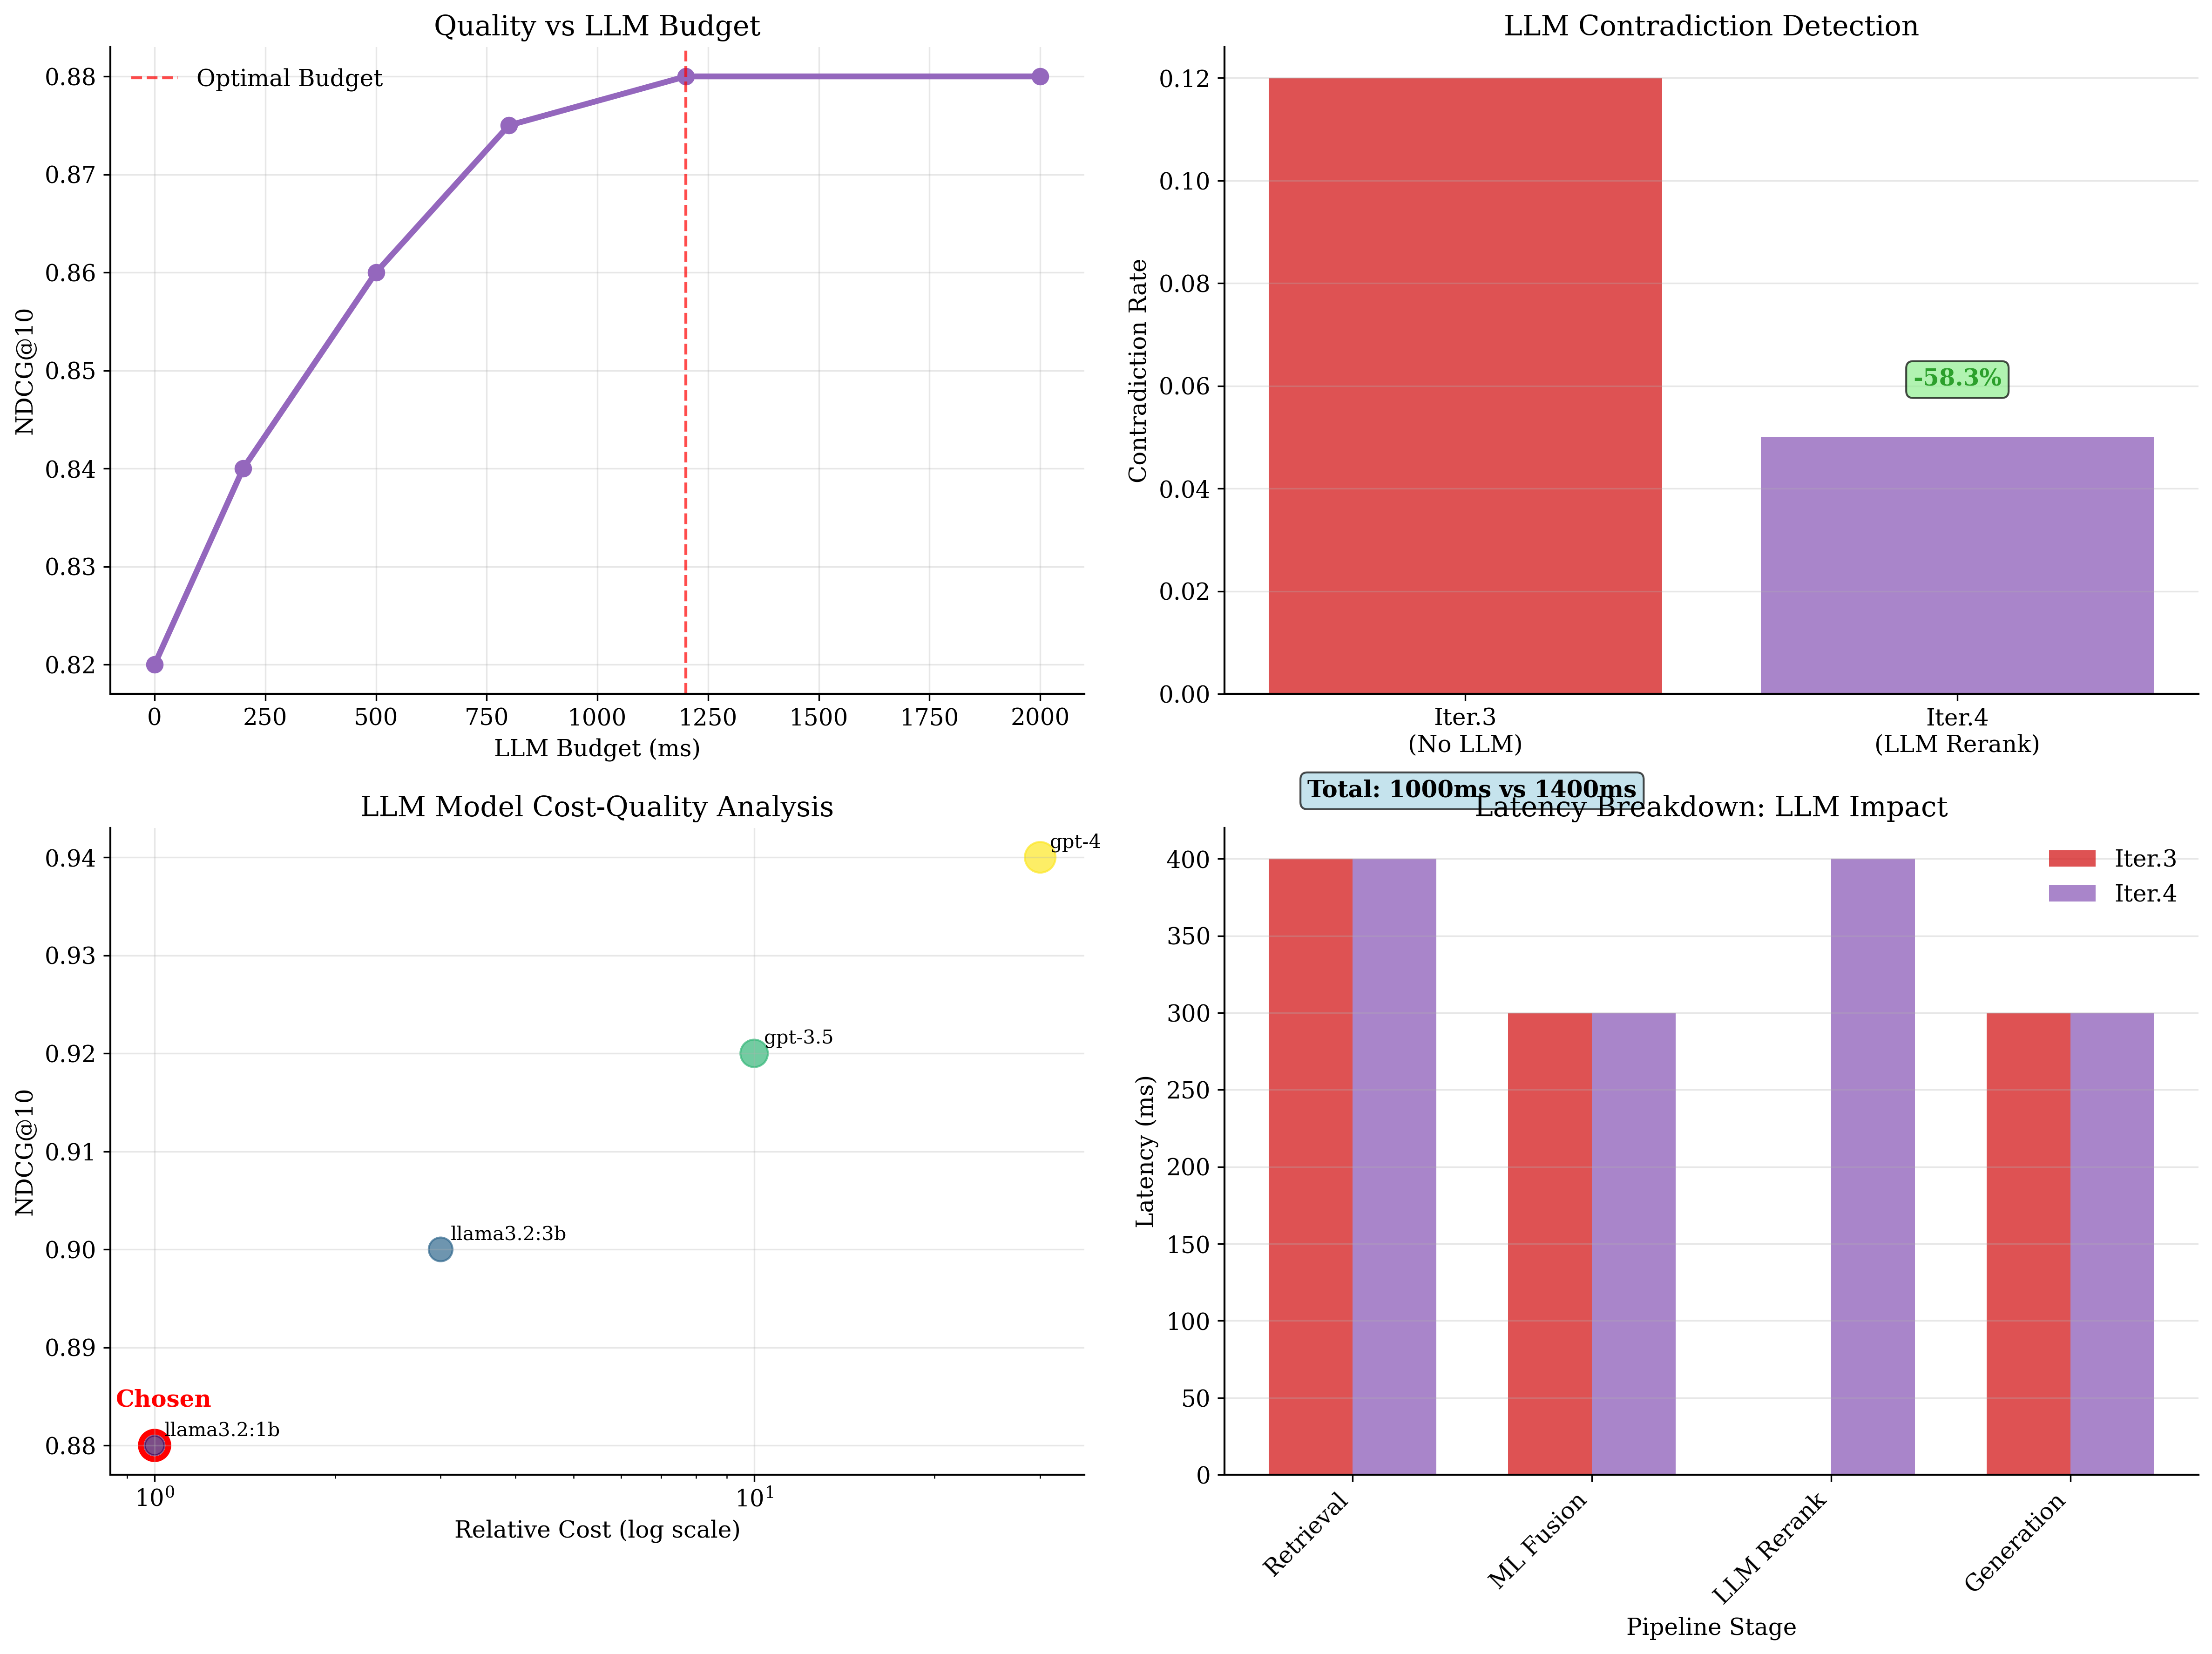 Quality vs LLM Budget
Optimal Budget
0.88
0.87
0.86
0.85
0.84
0.83
0.82
NDCG@10
0
250
500
750
1000
1250
1500
1750
2000
LLM Budget (ms)
LLM Contradiction Detection
0.12
0.10
0.08
0.06
0.04
0.02
0.00
Contradiction Rate
-58.3%
Iter.3
(No LLM)
Iter.4
(LLM Rerank)
LLM Model Cost-Quality Analysis
0.94
0.93
0.92
0.91
0.90
0.89
0.88
NDCG@10
gpt-4
gpt-3.5
llama3.2:3b
Chosen
llama3.2:1b
10⁰
10¹
Relative Cost (log scale)
Total: 1000ms vs 1400ms
Latency Breakdown: LLM Impact
Iter.3
Iter.4
400
350
300
250
200
150
100
50
0
Latency (ms)
Retrieval
ML Fusion
LLM Rerank
Generation
Pipeline Stage